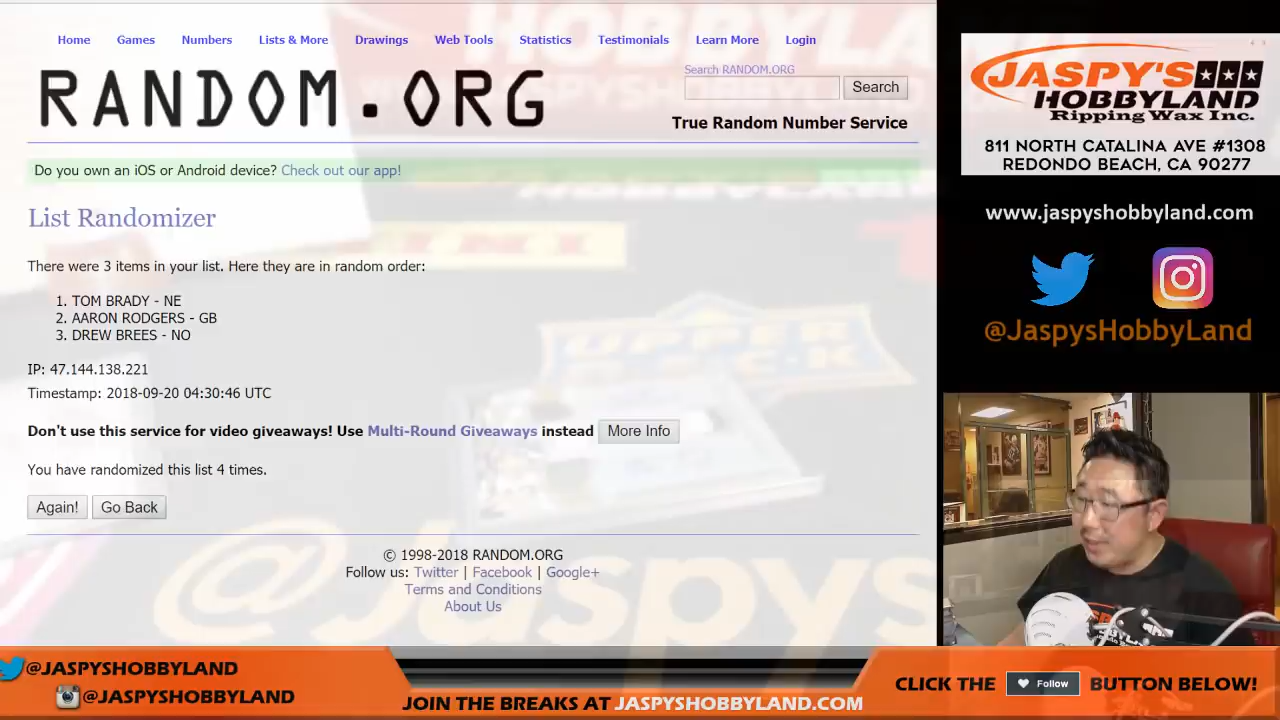 Home Games Numbers Lists & More Drawings Web Tools Statistics Testimonials Learn More Login
RANDOM.ORG
Search RANDOM.ORG
Search
True Random Number Service
Do you own an iOS or Android device? Check out our app!
List Randomizer
There were 3 items in your list. Here they are in random order:
1. TOM BRADY - NE
2. AARON RODGERS - GB
3. DREW BREES - NO
IP: 47.144.138.221
Timestamp: 2018-09-20 04:30:46 UTC
Don't use this service for video giveaways! Use Multi-Round Giveaways instead More Info
You have randomized this list 4 times.
Again! Go Back
© 1998-2018 RANDOM.ORG
Follow us: Twitter | Facebook | Google+
Terms and Conditions
About Us
JASPY'S
HOBBYLAND
Ripping Wax Inc.
811 NORTH CATALINA AVE #1308
REDONDO BEACH, CA 90277
www.jaspyshobbyland.com
@JaspysHobbyLand
UPPER
DECK
@Jaspys
@JASPYSHOBBYLAND
@JASPYSHOBBYLAND
JOIN THE BREAKS AT JASPYSHOBBYLAND.COM
CLICK THE Follow BUTTON BELOW!